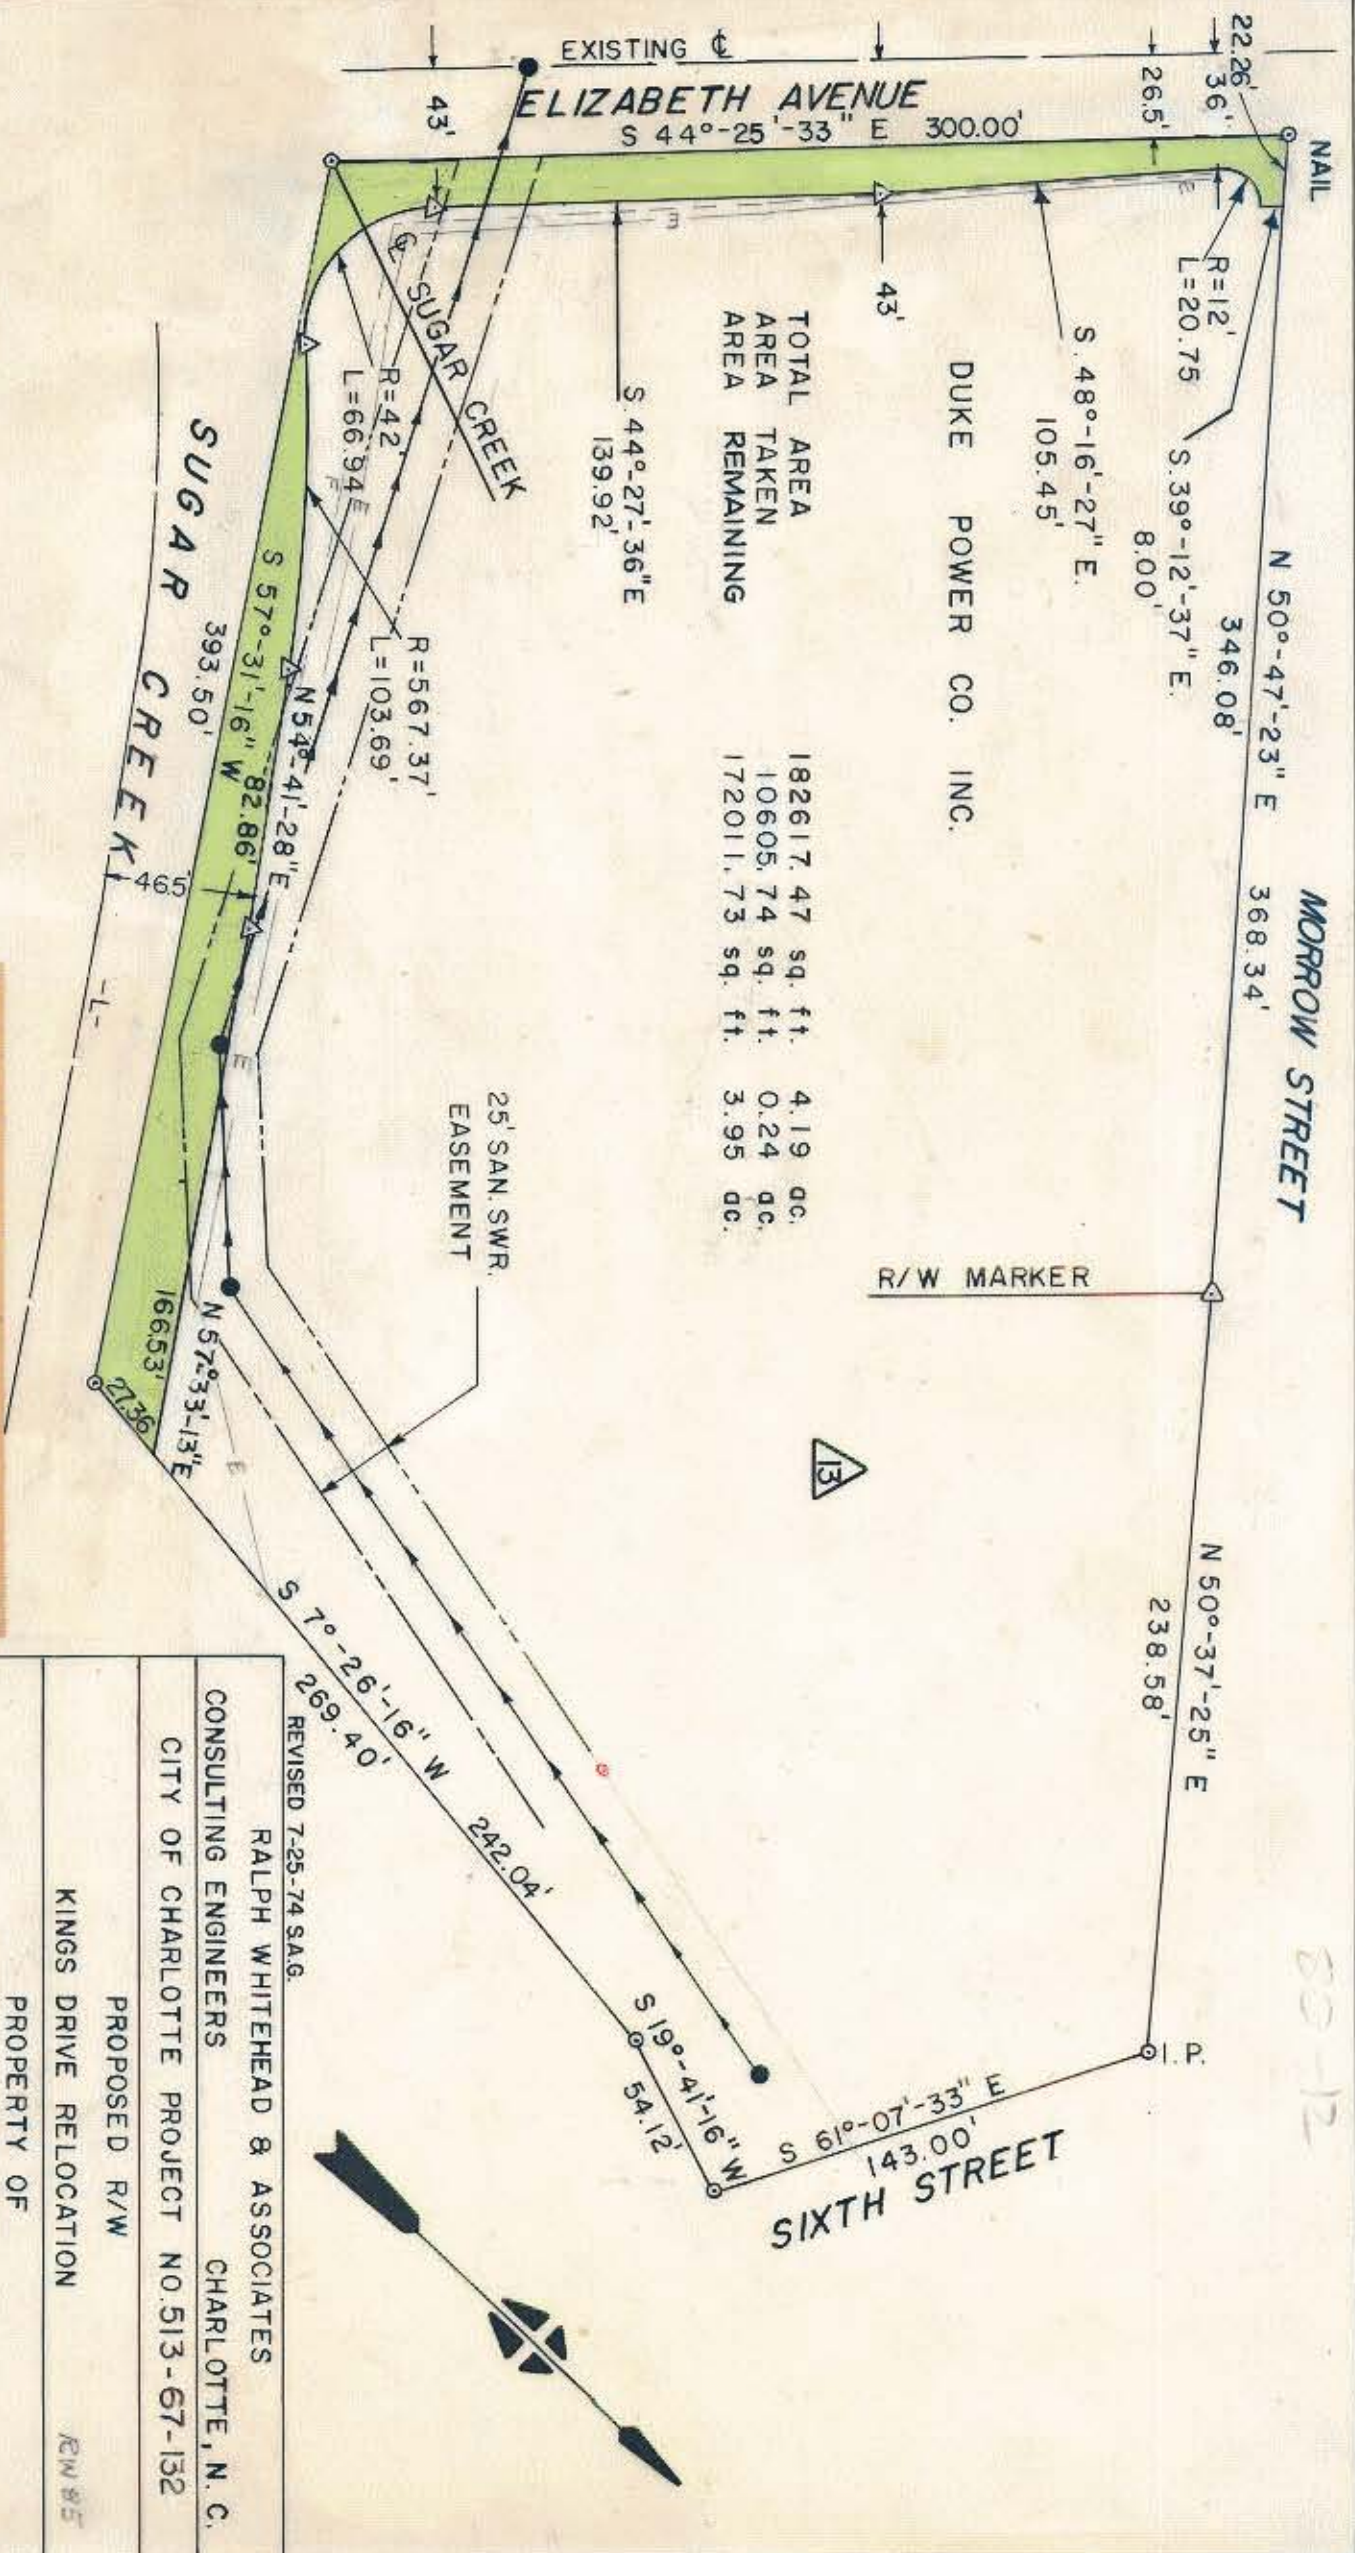 MORROW STREET
NAIL
N 50°-47'-23" E 368.34'
346.08'
N 50°-37'-25" E
238.58'
I.P.
22.26'
36'
26.5'
R=12'
L=20.75
S.39°-12'-37" E.
8.00'
S.48°-16'-27" E.
105.45'
EXISTING ℄
ELIZABETH AVENUE
S 44°-25'-33" E 300.00'
43'
43'
DUKE POWER CO. INC.
R/W MARKER
TOTAL AREA 182617.47 sq. ft. 4.19 ac.
AREA TAKEN 10605.74 sq. ft. 0.24 ac.
AREA REMAINING 172011.73 sq. ft. 3.95 ac.
13
S 61°-07'-33" E
143.00'
SIXTH STREET
S.44°-27'-36"E
139.92'
℄ SUGAR CREEK
R=42'
L=66.94
R=567.37'
L=103.69'
25' SAN. SWR.
EASEMENT
S 19°-41'-16" W
54.12'
N 54°-41'-28"E
82.86'
S 57°-31'-16" W
393.50'
SUGAR CREEK
46.5'
-L-
N 57°-33'-13"E
166.53'
27.36
S 7°-26'-16" W
269.40'
242.04'
E
E
E
E
E
REVISED 7-25-74 S.A.G.
RALPH WHITEHEAD & ASSOCIATES
CONSULTING ENGINEERS CHARLOTTE, N. C.
CITY OF CHARLOTTE PROJECT NO. 513-67-132
PROPOSED R/W
KINGS DRIVE RELOCATION
RW 85
PROPERTY OF